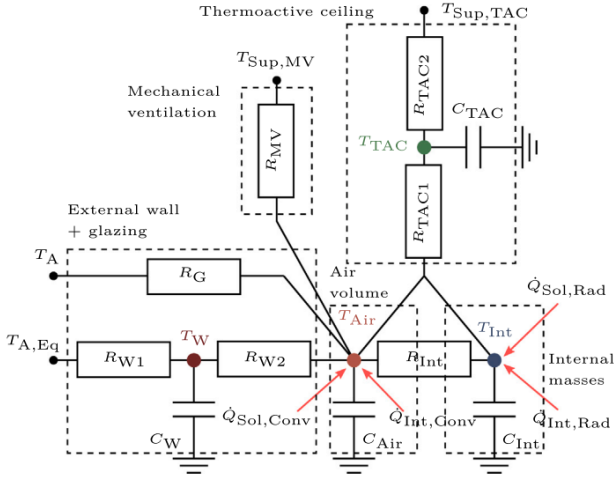 Thermoactive ceiling
T_Sup,TAC
T_Sup,MV
R_TAC2
Mechanical
ventilation
C_TAC
T_TAC
R_MV
R_TAC1
External wall
+ glazing
T_A
R_G
Air
volume
Q̇_Sol,Rad
T_Air
T_Int
T_A,Eq
T_W
R_W1
R_W2
R_Int
Internal
masses
Q̇_Sol,Conv
Q̇_Int,Conv
Q̇_Int,Rad
C_W
C_Air
C_Int